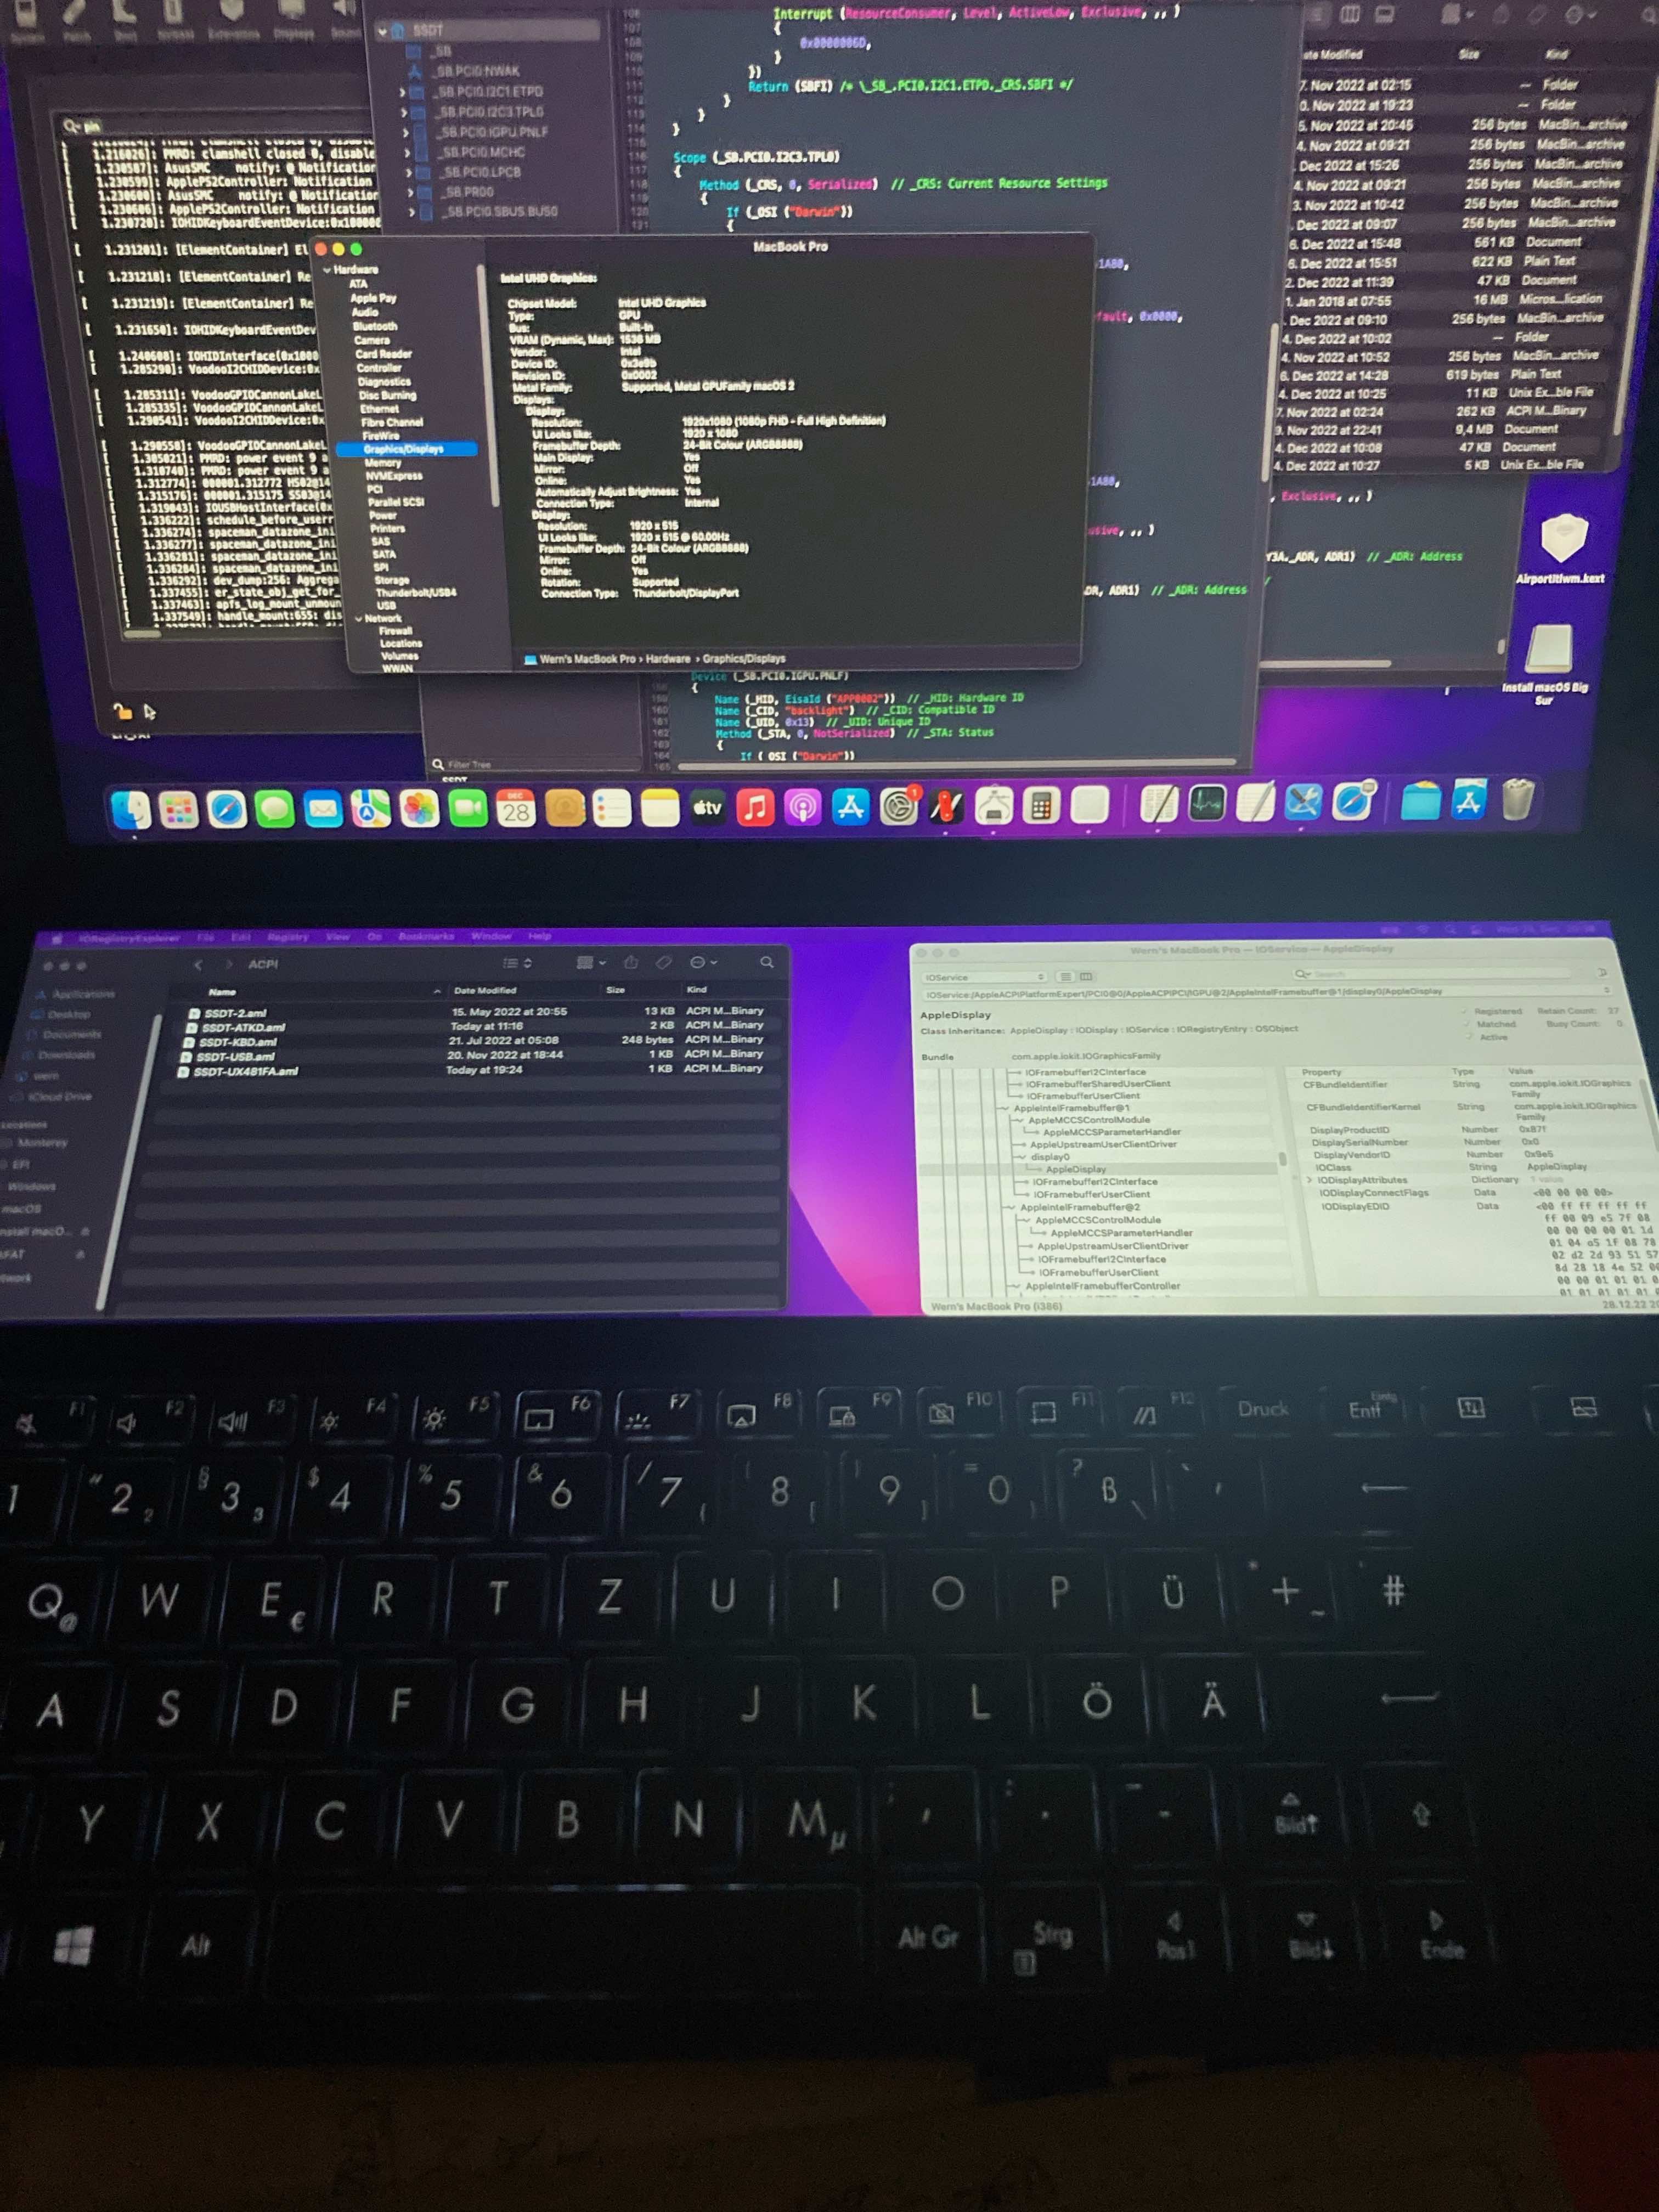 SSDT
_SB
_SB.PCI0.NWAK
_SB.PCI0.I2C1.ETPD
_SB.PCI0.I2C3.TPL0
_SB.PCI0.IGPU.PNLF
_SB.PCI0.MCHC
_SB.PCI0.LPCB
_SB.PR00
_SB.PCI0.SBUS.BUS0
Interrupt (ResourceConsumer, Level, ActiveLow, Exclusive, ,, )
{
0x0000006D,
}
})
Return (SBFI) /* \_SB_.PCI0.I2C1.ETPD._CRS.SBFI */
}
}
}
Scope (_SB.PCI0.I2C3.TPL0)
{
Method (_CRS, 0, Serialized) // _CRS: Current Resource Settings
{
If (_OSI ("Darwin"))
{
pin
1.216026]: PMRD: clamshell closed 0, disable
1.230587]: AsusSMC notify: @ Notification
1.230599]: ApplePS2Controller: Notification
1.230600]: AsusSMC notify: @ Notification
1.230606]: ApplePS2Controller: Notification
1.230720]: IOHIDKeyboardEventDevice:0x100000
[ 1.231201]: [ElementContainer] El
[ 1.231218]: [ElementContainer] Re
[ 1.231219]: [ElementContainer] Re
[ 1.231650]: IOHIDKeyboardEventDev
[ 1.240608]: IOHIDInterface:0x1000
[ 1.285290]: VoodooI2CHIDDevice:0x
[ 1.285311]: VoodooGPIOCannonLakeL
[ 1.285335]: VoodooGPIOCannonLakeL
[ 1.290541]: VoodooI2CHIDDevice:0x
[ 1.290558]: VoodooGPIOCannonLakeL
[ 1.305021]: PMRD: power event 9 a
[ 1.310740]: PMRD: power event 9 a
[ 1.312774]: 000001.312772 HS02@14
[ 1.315176]: 000001.315175 SS03@14
[ 1.319043]: IOUSBHostInterface:0x
[ 1.336222]: schedule_before_userr
[ 1.336274]: spaceman_datazone_ini
[ 1.336277]: spaceman_datazone_ini
[ 1.336281]: spaceman_datazone_ini
[ 1.336284]: spaceman_datazone_ini
[ 1.336292]: dev_dump:256: Aggrega
[ 1.337455]: er_state_obj_get_for_
[ 1.337463]: apfs_log_mount_unmoun
[ 1.337549]: handle_mount:655: dis
MacBook Pro
Hardware
ATA
Apple Pay
Audio
Bluetooth
Camera
Card Reader
Controller
Diagnostics
Disc Burning
Ethernet
Fibre Channel
FireWire
Graphics/Displays
Memory
NVMExpress
PCI
Parallel SCSI
Power
Printers
SAS
SATA
SPI
Storage
Thunderbolt/USB4
USB
Network
Firewall
Locations
Volumes
WWAN
Intel UHD Graphics:
Chipset Model: Intel UHD Graphics
Type: GPU
Bus: Built-In
VRAM (Dynamic, Max): 1536 MB
Vendor: Intel
Device ID: 0x3e9b
Revision ID: 0x0002
Metal Family: Supported, Metal GPUFamily macOS 2
Displays:
Display:
Resolution: 1920x1080 (1080p FHD - Full High Definition)
UI Looks like: 1920 x 1080
Framebuffer Depth: 24-Bit Colour (ARGB8888)
Main Display: Yes
Mirror: Off
Online: Yes
Automatically Adjust Brightness: Yes
Connection Type: Internal
Display:
Resolution: 1920 x 515
UI Looks like: 1920 x 515 @ 60.00Hz
Framebuffer Depth: 24-Bit Colour (ARGB8888)
Mirror: Off
Online: Yes
Rotation: Supported
Connection Type: Thunderbolt/DisplayPort
Wern's MacBook Pro › Hardware › Graphics/Displays
Device (_SB.PCI0.IGPU.PNLF)
{
Name (_HID, EisaId ("APP0002")) // _HID: Hardware ID
Name (_CID, "backlight") // _CID: Compatible ID
Name (_UID, 0x13) // _UID: Unique ID
Method (_STA, 0, NotSerialized) // _STA: Status
{
If (_OSI ("Darwin"))
Filter Tree
ate Modified Size Kind
7. Nov 2022 at 02:15 -- Folder
0. Nov 2022 at 19:23 -- Folder
5. Nov 2022 at 20:45 256 bytes MacBin...archive
4. Nov 2022 at 09:21 256 bytes MacBin...archive
. Dec 2022 at 15:26 256 bytes MacBin...archive
4. Nov 2022 at 09:21 256 bytes MacBin...archive
3. Nov 2022 at 10:42 256 bytes MacBin...archive
. Dec 2022 at 09:07 256 bytes MacBin...archive
6. Dec 2022 at 15:48 561 KB Document
6. Dec 2022 at 15:51 622 KB Plain Text
2. Dec 2022 at 11:39 47 KB Document
1. Jan 2018 at 07:55 16 MB Micros...lication
. Dec 2022 at 09:10 256 bytes MacBin...archive
4. Dec 2022 at 10:02 -- Folder
4. Nov 2022 at 10:52 256 bytes MacBin...archive
6. Dec 2022 at 14:28 619 bytes Plain Text
4. Dec 2022 at 10:25 11 KB Unix Ex...ble File
7. Nov 2022 at 02:24 262 KB ACPI M...Binary
3. Nov 2022 at 22:41 9,4 MB Document
4. Dec 2022 at 10:08 47 KB Document
4. Dec 2022 at 10:27 5 KB Unix Ex...ble File
fault, 0x0000,
, Exclusive, ,, )
usive, ,, )
Y3A._ADR, ADR1) // _ADR: Address
DR, ADR1) // _ADR: Address
AirportItlwm.kext
Install macOS Big
Sur
DEC
28
tv
1
IORegistryExplorer File Edit Registry View Go Bookmarks Window Help
ACPI
Applications
Desktop
Documents
Downloads
wern
iCloud Drive
Locations
Monterey
EFI
Windows
macOS
nstall macO...
Name Date Modified Size Kind
SSDT-2.aml 15. May 2022 at 20:55 13 KB ACPI M...Binary
SSDT-ATKD.aml Today at 11:16 2 KB ACPI M...Binary
SSDT-KBD.aml 21. Jul 2022 at 05:08 248 bytes ACPI M...Binary
SSDT-USB.aml 20. Nov 2022 at 18:44 1 KB ACPI M...Binary
SSDT-UX481FA.aml Today at 19:24 1 KB ACPI M...Binary
Wern's MacBook Pro — IOService — AppleDisplay
IOService
Search
IOService:/AppleACPIPlatformExpert/PCI0@0/AppleACPIPCI/IGPU@2/AppleIntelFramebuffer@1/display0/AppleDisplay
AppleDisplay
Class Inheritance: AppleDisplay : IODisplay : IOService : IORegistryEntry : OSObject
Bundle com.apple.iokit.IOGraphicsFamily
Registered Retain Count: 37
Matched Busy Count: 0
Active
IOFramebufferI2CInterface
IOFramebufferSharedUserClient
IOFramebufferUserClient
AppleIntelFramebuffer@1
AppleMCCSControlModule
AppleMCCSParameterHandler
AppleUpstreamUserClientDriver
display0
AppleDisplay
IOFramebufferI2CInterface
IOFramebufferUserClient
AppleIntelFramebuffer@2
AppleMCCSControlModule
AppleMCCSParameterHandler
AppleUpstreamUserClientDriver
IOFramebufferI2CInterface
IOFramebufferUserClient
AppleIntelFramebufferController
Property Type Value
CFBundleIdentifier String com.apple.iokit.IOGraphics
Family
CFBundleIdentifierKernel String com.apple.iokit.IOGraphics
Family
DisplayProductID Number 0x87f
DisplaySerialNumber Number 0x0
DisplayVendorID Number 0x9e5
IOClass String AppleDisplay
IODisplayAttributes Dictionary 1 value
IODisplayConnectFlags Data <00 00 00 00>
IODisplayEDID Data <00 ff ff ff ff ff
ff 00 09 e5 7f 08
00 00 00 00 01 1d
01 04 a5 1f 08 78
02 d2 2d 93 51 57
8d 28 18 4e 52 00
00 00 01 01 01 0
01 01 01 01 01 0
Wern's MacBook Pro (i386)
28.12.22 20
F1 F2 F3 F4 F5 F6 F7 F8 F9 F10 F11 F12 Druck Entf Einfg
1 " 2 2 § 3 3 $ 4 % 5 & 6 / 7 { ( 8 [ ) 9 ] = 0 } ? ß \ ` ´
Q @ W E € R T Z U I O P Ü * + ~ ' #
A S D F G H J K L Ö Ä
Y X C V B N M µ ; , : . _ - Bild↑
Alt Alt Gr Strg Pos1 Bild↓ Ende